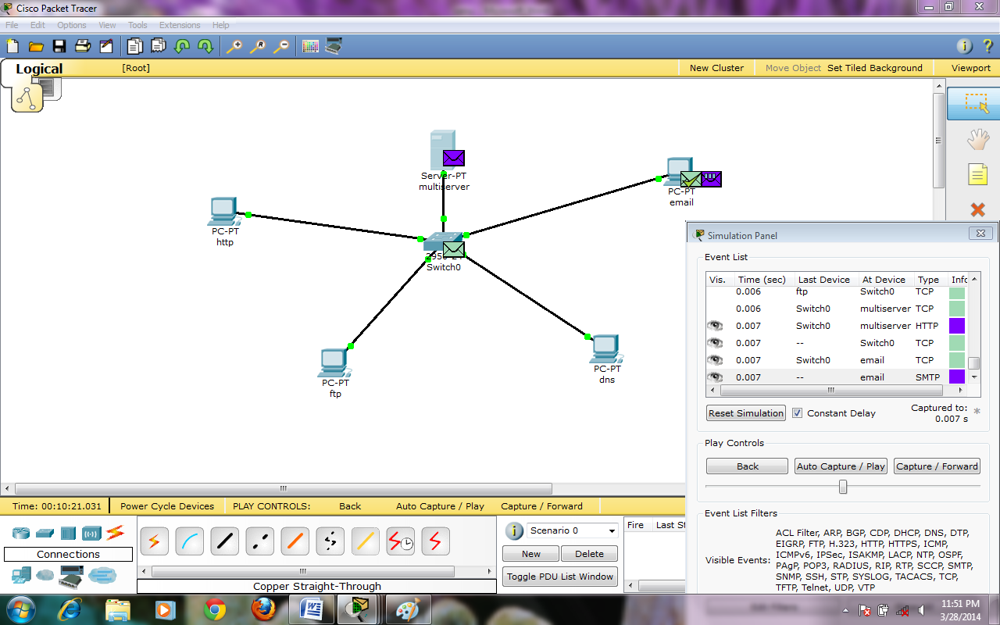 Cisco Packet Tracer
File Edit Options View Tools Extensions Help
Logical [Root] New Cluster Move Object Set Tiled Background Viewport
Server-PT
multiserver
PC-PT
email
PC-PT
http
Switch0
PC-PT
ftp
PC-PT
dns
Simulation Panel
Event List
Vis. Time (sec) Last Device At Device Type Info
0.006 ftp Switch0 TCP
0.006 Switch0 multiserver TCP
0.007 Switch0 multiserver HTTP
0.007 -- Switch0 TCP
0.007 Switch0 email TCP
0.007 -- email SMTP
Reset Simulation Constant Delay Captured to: *
0.007 s
Play Controls
Back Auto Capture / Play Capture / Forward
Event List Filters
Visible Events: ACL Filter, ARP, BGP, CDP, DHCP, DNS, DTP,
EIGRP, FTP, H.323, HTTP, HTTPS, ICMP,
ICMPv6, IPSec, ISAKMP, LACP, NTP, OSPF,
PAgP, POP3, RADIUS, RIP, RTP, SCCP, SMTP,
SNMP, SSH, STP, SYSLOG, TACACS, TCP,
TFTP, Telnet, UDP, VTP
Time: 00:10:21.031 Power Cycle Devices PLAY CONTROLS: Back Auto Capture / Play Capture / Forward
Connections
Copper Straight-Through
Scenario 0
New Delete
Toggle PDU List Window
Fire Last St
11:51 PM
3/28/2014